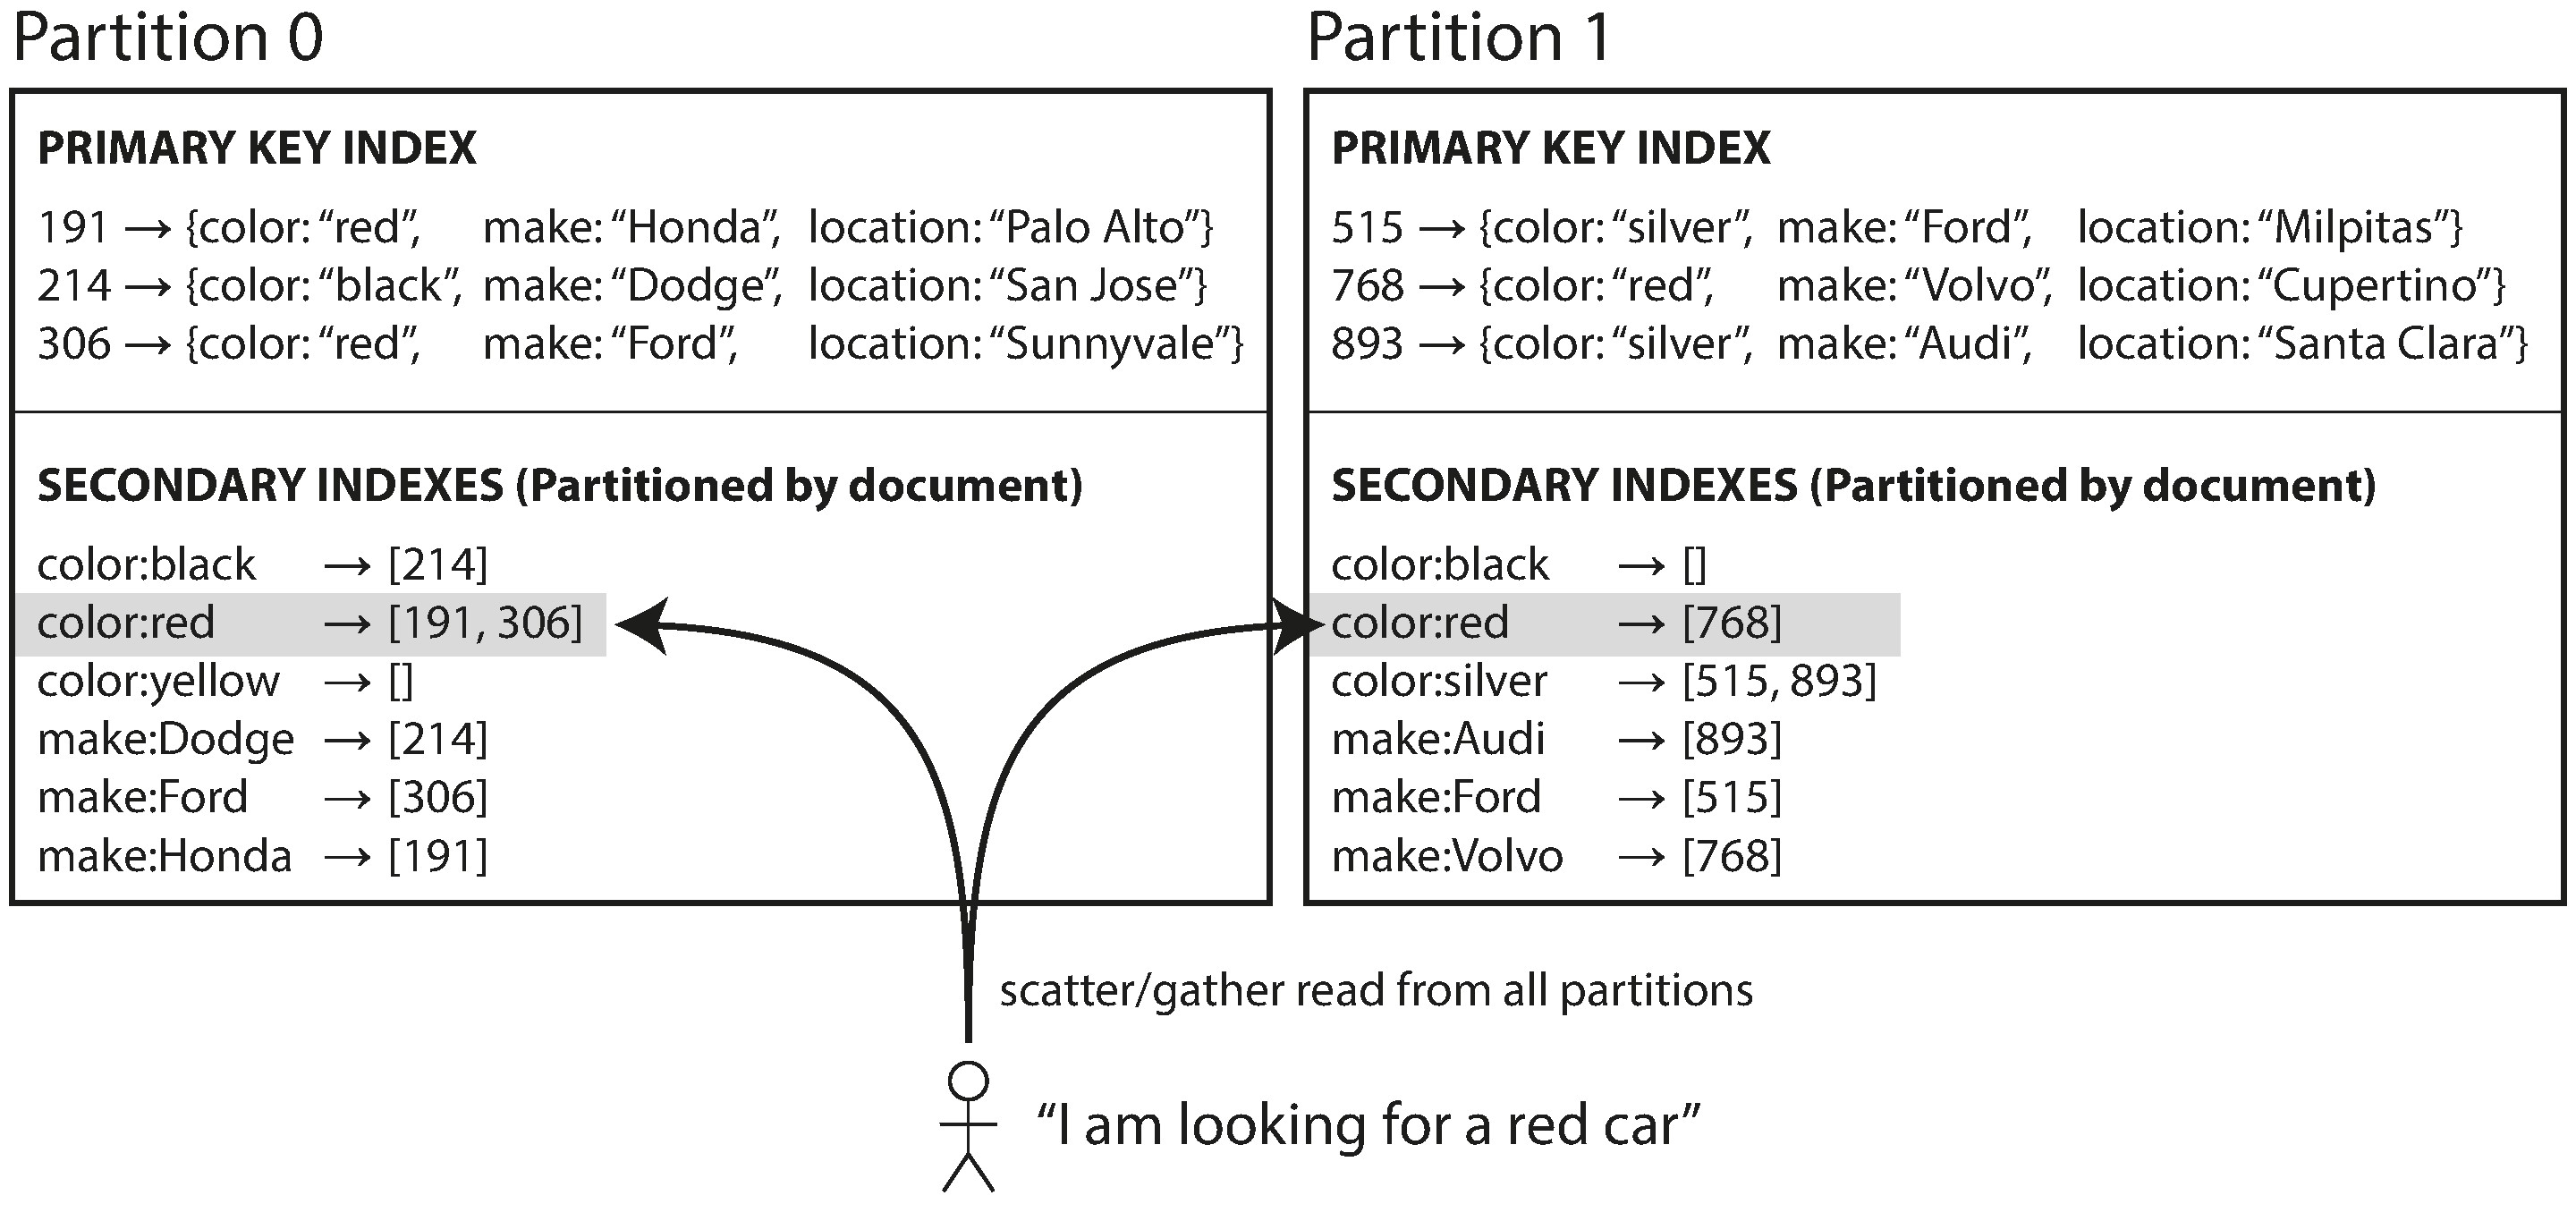 Partition 0
PRIMARY KEY INDEX
191 → {color: “red”, make: “Honda”, location: “Palo Alto”}
214 → {color: “black”, make: “Dodge”, location: “San Jose”}
306 → {color: “red”, make: “Ford”, location: “Sunnyvale”}
SECONDARY INDEXES (Partitioned by document)
color:black → [214]
color:red → [191, 306]
color:yellow → []
make:Dodge → [214]
make:Ford → [306]
make:Honda → [191]
Partition 1
PRIMARY KEY INDEX
515 → {color: “silver”, make: “Ford”, location: “Milpitas”}
768 → {color: “red”, make: “Volvo”, location: “Cupertino”}
893 → {color: “silver”, make: “Audi”, location: “Santa Clara”}
SECONDARY INDEXES (Partitioned by document)
color:black → []
color:red → [768]
color:silver → [515, 893]
make:Audi → [893]
make:Ford → [515]
make:Volvo → [768]
scatter/gather read from all partitions
“I am looking for a red car”